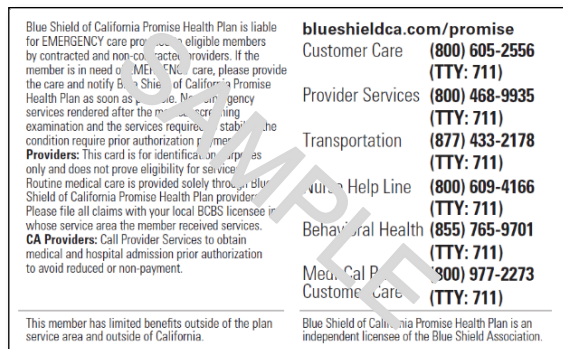 Blue Shield of California Promise Health Plan is liable
for EMERGENCY care to eligible members
by contracted and non-contracted providers. If the
member is in need of EMERGENCY care, please provide
the care and notify Blue Shield of California Promise
Health Plan as soon as possible. Non-emergency
services rendered after the medical screening
examination and the services required to stabilize the
condition require prior authorization
Providers: This card is for identification purposes
only and does not prove eligibility for service.
Routine medical care is provided solely through Blue
Shield of California Promise Health Plan
Please file all claims with your local BCBS licensee in
whose service area the member received services.
CA Providers: Call Provider Services to obtain
medical and hospital admission prior authorization
to avoid reduced or non-payment.
This member has limited benefits outside of the plan
service area and outside of California.
blueshieldca.com/promise
Customer Care (800) 605-2556
(TTY: 711)
Provider Services (800) 468-9935
(TTY: 711)
Transportation (877) 433-2178
(TTY: 711)
Nurse Help Line (800) 609-4166
(TTY: 711)
Behavioral Health (855) 765-9701
(TTY: 711)
Medi-Cal (800) 977-2273
Customer Care (TTY: 711)
Blue Shield of California Promise Health Plan is an
independent licensee of the Blue Shield Association.
SAMPLE